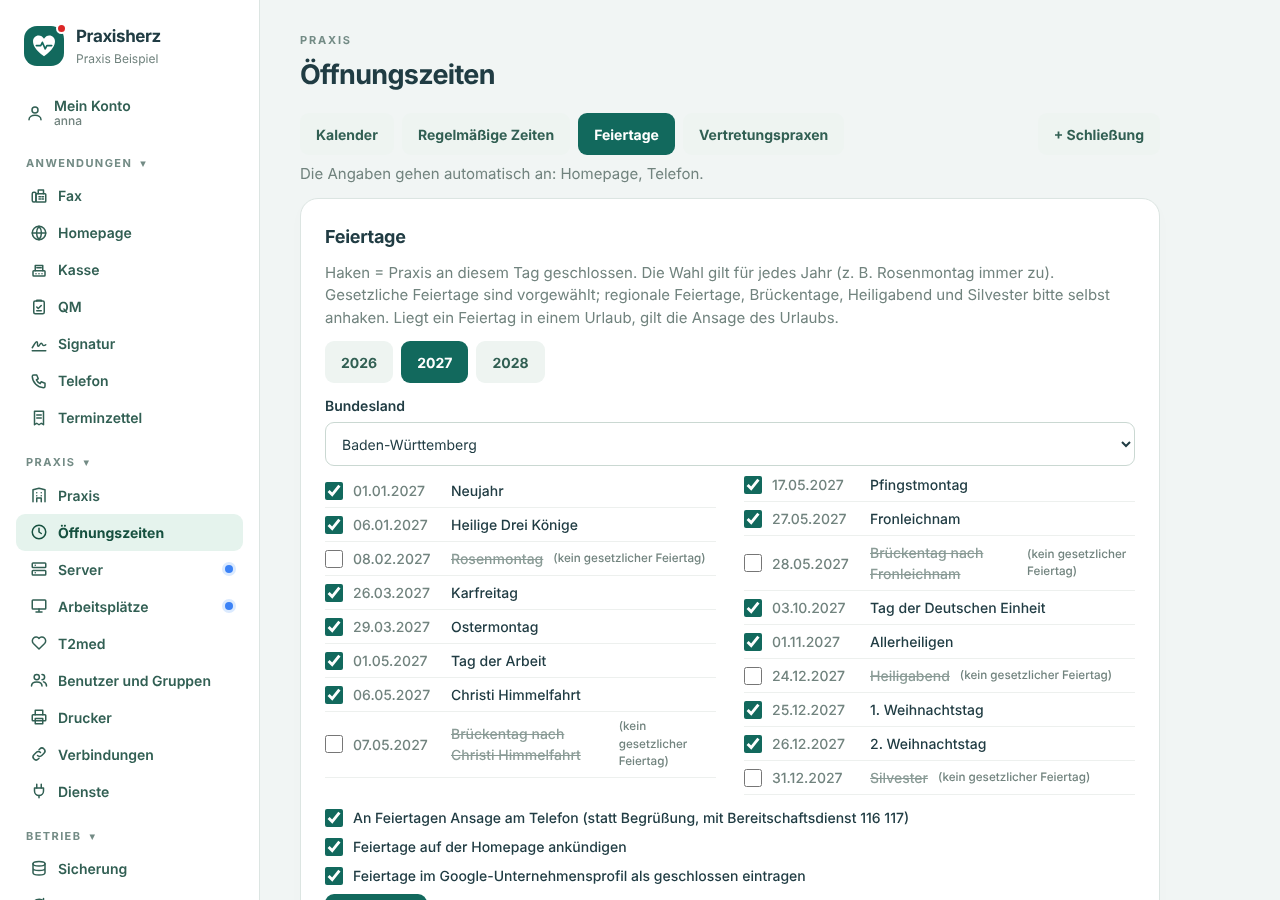 Praxisherz
Praxis Beispiel
Mein Konto
anna
ANWENDUNGEN ▾
Fax
Homepage
Kasse
QM
Signatur
Telefon
Terminzettel
PRAXIS ▾
Praxis
Öffnungszeiten
Server
Arbeitsplätze
T2med
Benutzer und Gruppen
Drucker
Verbindungen
Dienste
BETRIEB ▾
Sicherung
PRAXIS
Öffnungszeiten
Kalender Regelmäßige Zeiten Feiertage Vertretungspraxen + Schließung
Die Angaben gehen automatisch an: Homepage, Telefon.
Feiertage
Haken = Praxis an diesem Tag geschlossen. Die Wahl gilt für jedes Jahr (z. B. Rosenmontag immer zu).
Gesetzliche Feiertage sind vorgewählt; regionale Feiertage, Brückentage, Heiligabend und Silvester bitte selbst
anhaken. Liegt ein Feiertag in einem Urlaub, gilt die Ansage des Urlaubs.
2026 2027 2028
Bundesland
Baden-Württemberg
01.01.2027 Neujahr
06.01.2027 Heilige Drei Könige
08.02.2027 Rosenmontag (kein gesetzlicher Feiertag)
26.03.2027 Karfreitag
29.03.2027 Ostermontag
01.05.2027 Tag der Arbeit
06.05.2027 Christi Himmelfahrt
07.05.2027 Brückentag nach
Christi Himmelfahrt
(kein
gesetzlicher
Feiertag)
17.05.2027 Pfingstmontag
27.05.2027 Fronleichnam
28.05.2027 Brückentag nach
Fronleichnam
(kein gesetzlicher
Feiertag)
03.10.2027 Tag der Deutschen Einheit
01.11.2027 Allerheiligen
24.12.2027 Heiligabend (kein gesetzlicher Feiertag)
25.12.2027 1. Weihnachtstag
26.12.2027 2. Weihnachtstag
31.12.2027 Silvester (kein gesetzlicher Feiertag)
An Feiertagen Ansage am Telefon (statt Begrüßung, mit Bereitschaftsdienst 116 117)
Feiertage auf der Homepage ankündigen
Feiertage im Google-Unternehmensprofil als geschlossen eintragen